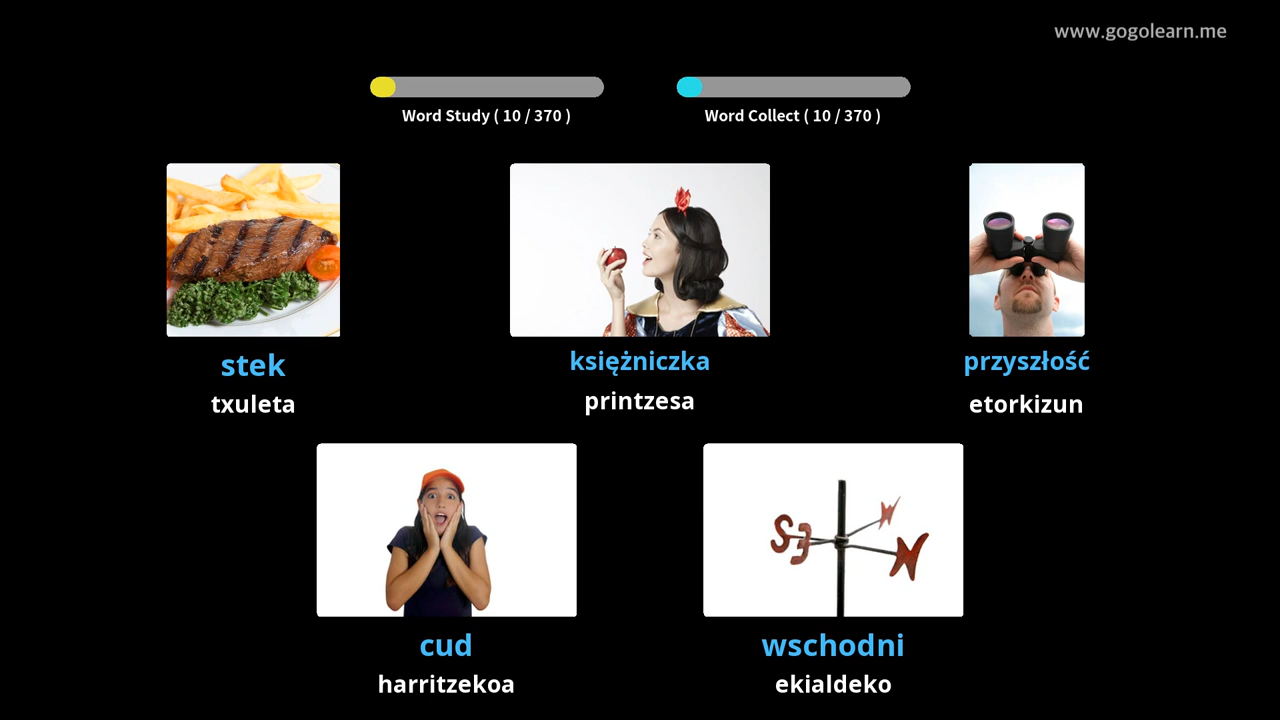 www.gogolearn.me
Word Study ( 10 / 370 )
Word Collect ( 10 / 370 )
stek
txuleta
księżniczka
printzesa
przyszłość
etorkizun
cud
harritzekoa
wschodni
ekialdeko